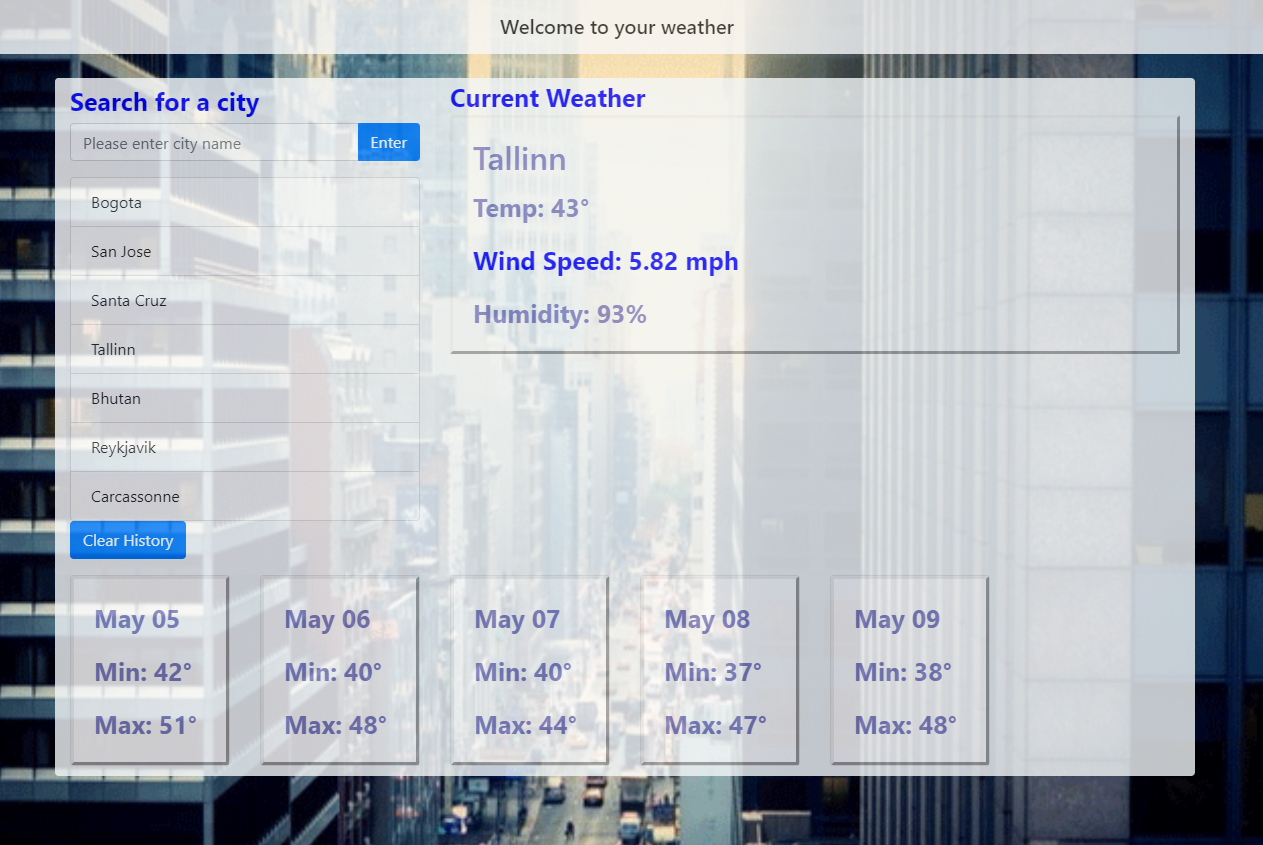 Welcome to your weather
Search for a city
Please enter city name
Enter
Bogota
San Jose
Santa Cruz
Tallinn
Bhutan
Reykjavik
Carcassonne
Clear History
Current Weather
Tallinn
Temp: 43°
Wind Speed: 5.82 mph
Humidity: 93%
May 05
Min: 42°
Max: 51°
May 06
Min: 40°
Max: 48°
May 07
Min: 40°
Max: 44°
May 08
Min: 37°
Max: 47°
May 09
Min: 38°
Max: 48°